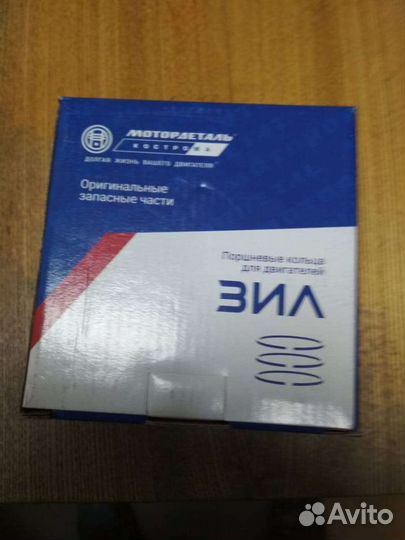 МОТОРДЕТАЛЬ
КОСТРОМА
ДОЛГАЯ ЖИЗНЬ ВАШЕГО ДВИГАТЕЛЯ
Оригинальные
запасные части
Поршневые кольца
для двигателей
ЗИЛ
Avito